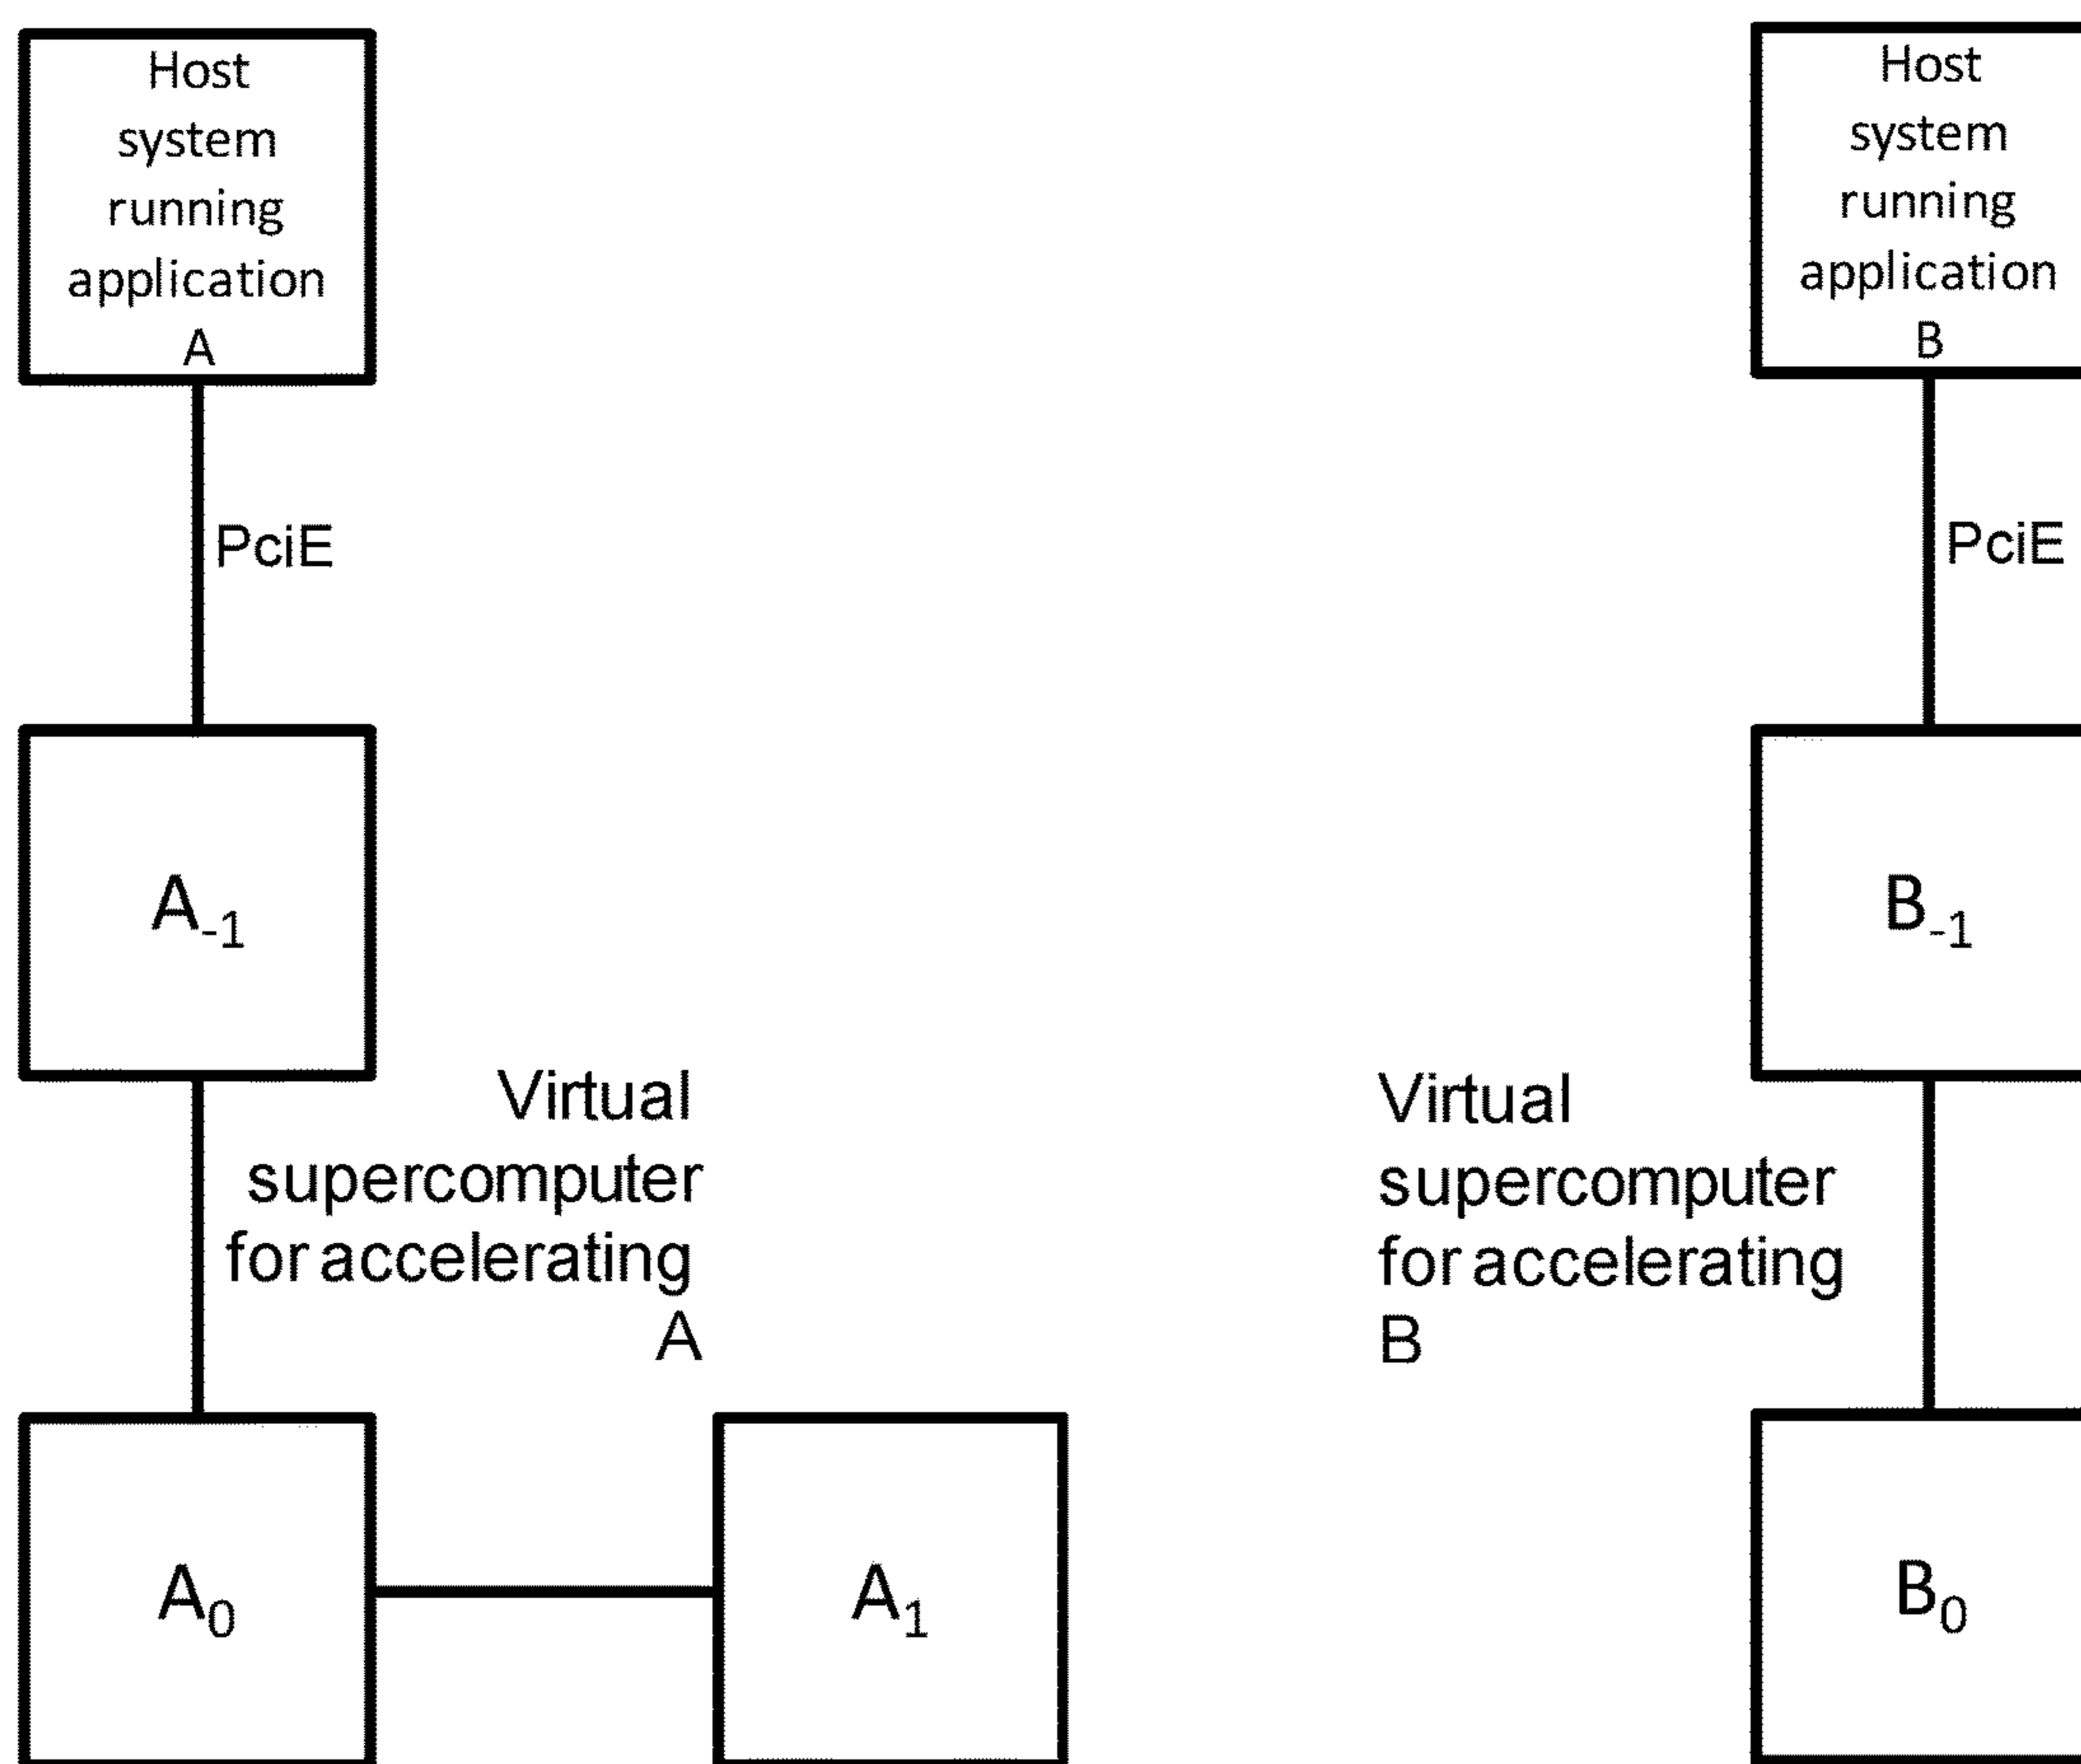 Host
system
running
application
A
PciE
A-1
Virtual
supercomputer
for accelerating
A
A0
A1
Host
system
running
application
B
PciE
B-1
Virtual
supercomputer
for accelerating
B
B0